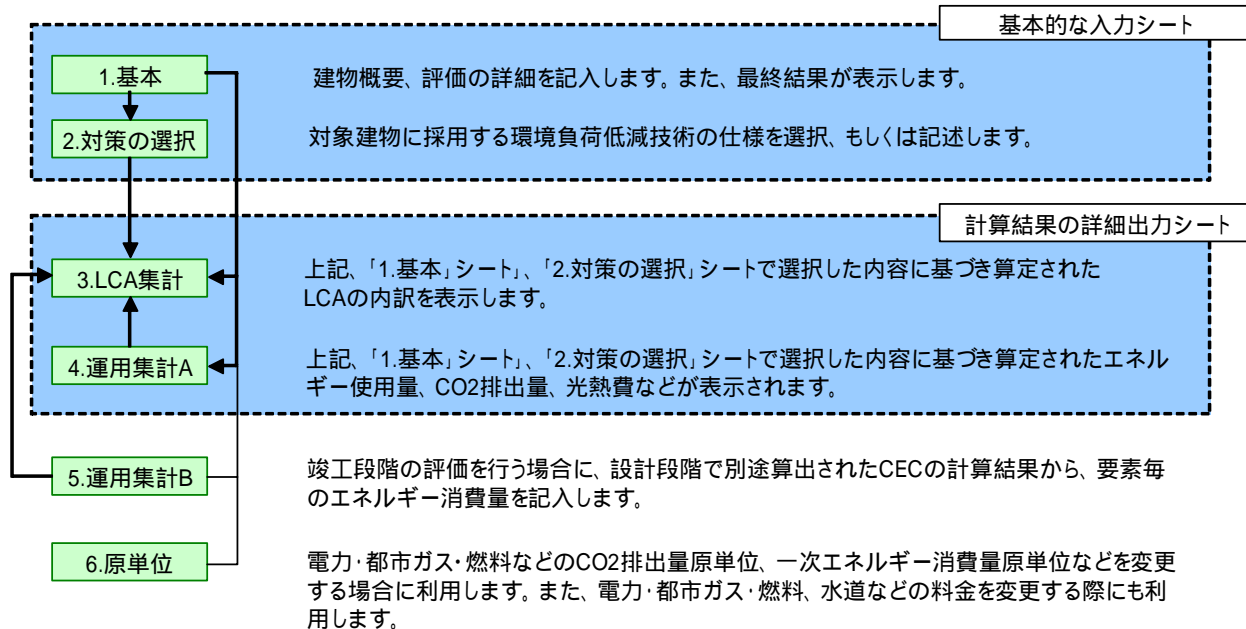 基本的な入力シート
1.基本
建物概要、評価の詳細を記入します。また、最終結果が表示します。
2.対策の選択
対象建物に採用する環境負荷低減技術の仕様を選択、もしくは記述します。
計算結果の詳細出力シート
3.LCA集計
上記、「1.基本」シート、「2.対策の選択」シートで選択した内容に基づき算定された
LCAの内訳を表示します。
4.運用集計A
上記、「1.基本」シート、「2.対策の選択」シートで選択した内容に基づき算定されたエネル
ギー使用量、CO2排出量、光熱費などが表示されます。
5.運用集計B
竣工段階の評価を行う場合に、設計段階で別途算出されたCECの計算結果から、要素毎
のエネルギー消費量を記入します。
6.原単位
電力・都市ガス・燃料などのCO2排出量原単位、一次エネルギー消費量原単位などを変更
する場合に利用します。また、電力・都市ガス・燃料、水道などの料金を変更する際にも利
用します。